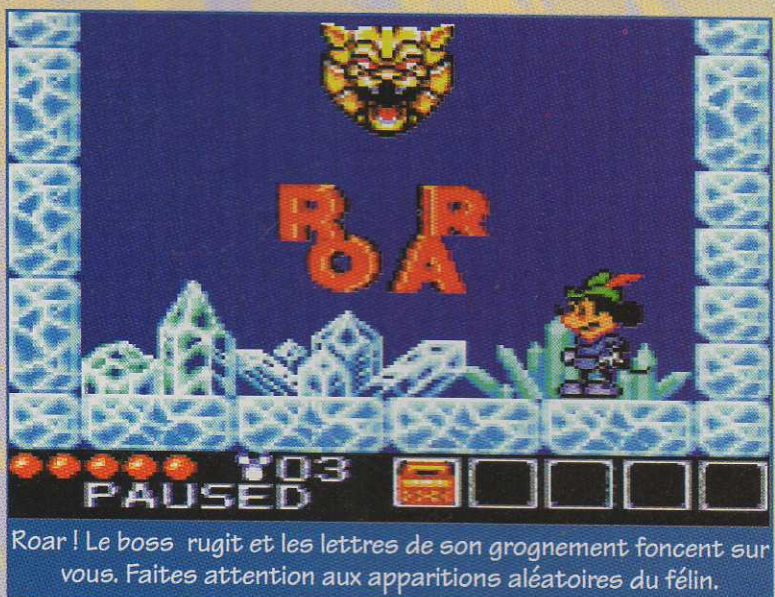 ROAR
03
PAUSED
Roar ! Le boss rugit et les lettres de son grognement foncent sur
vous. Faites attention aux apparitions aléatoires du félin.